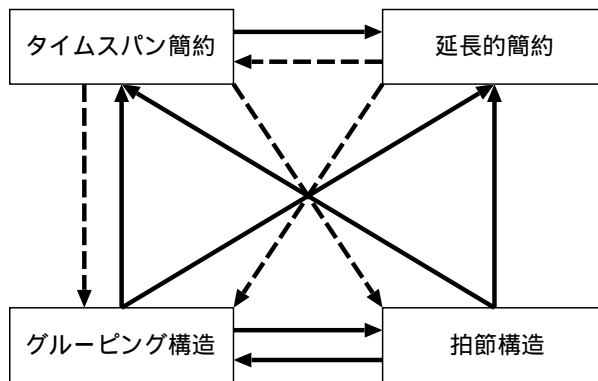 タイムスパン簡約
延長的簡約
グルーピング構造
拍節構造